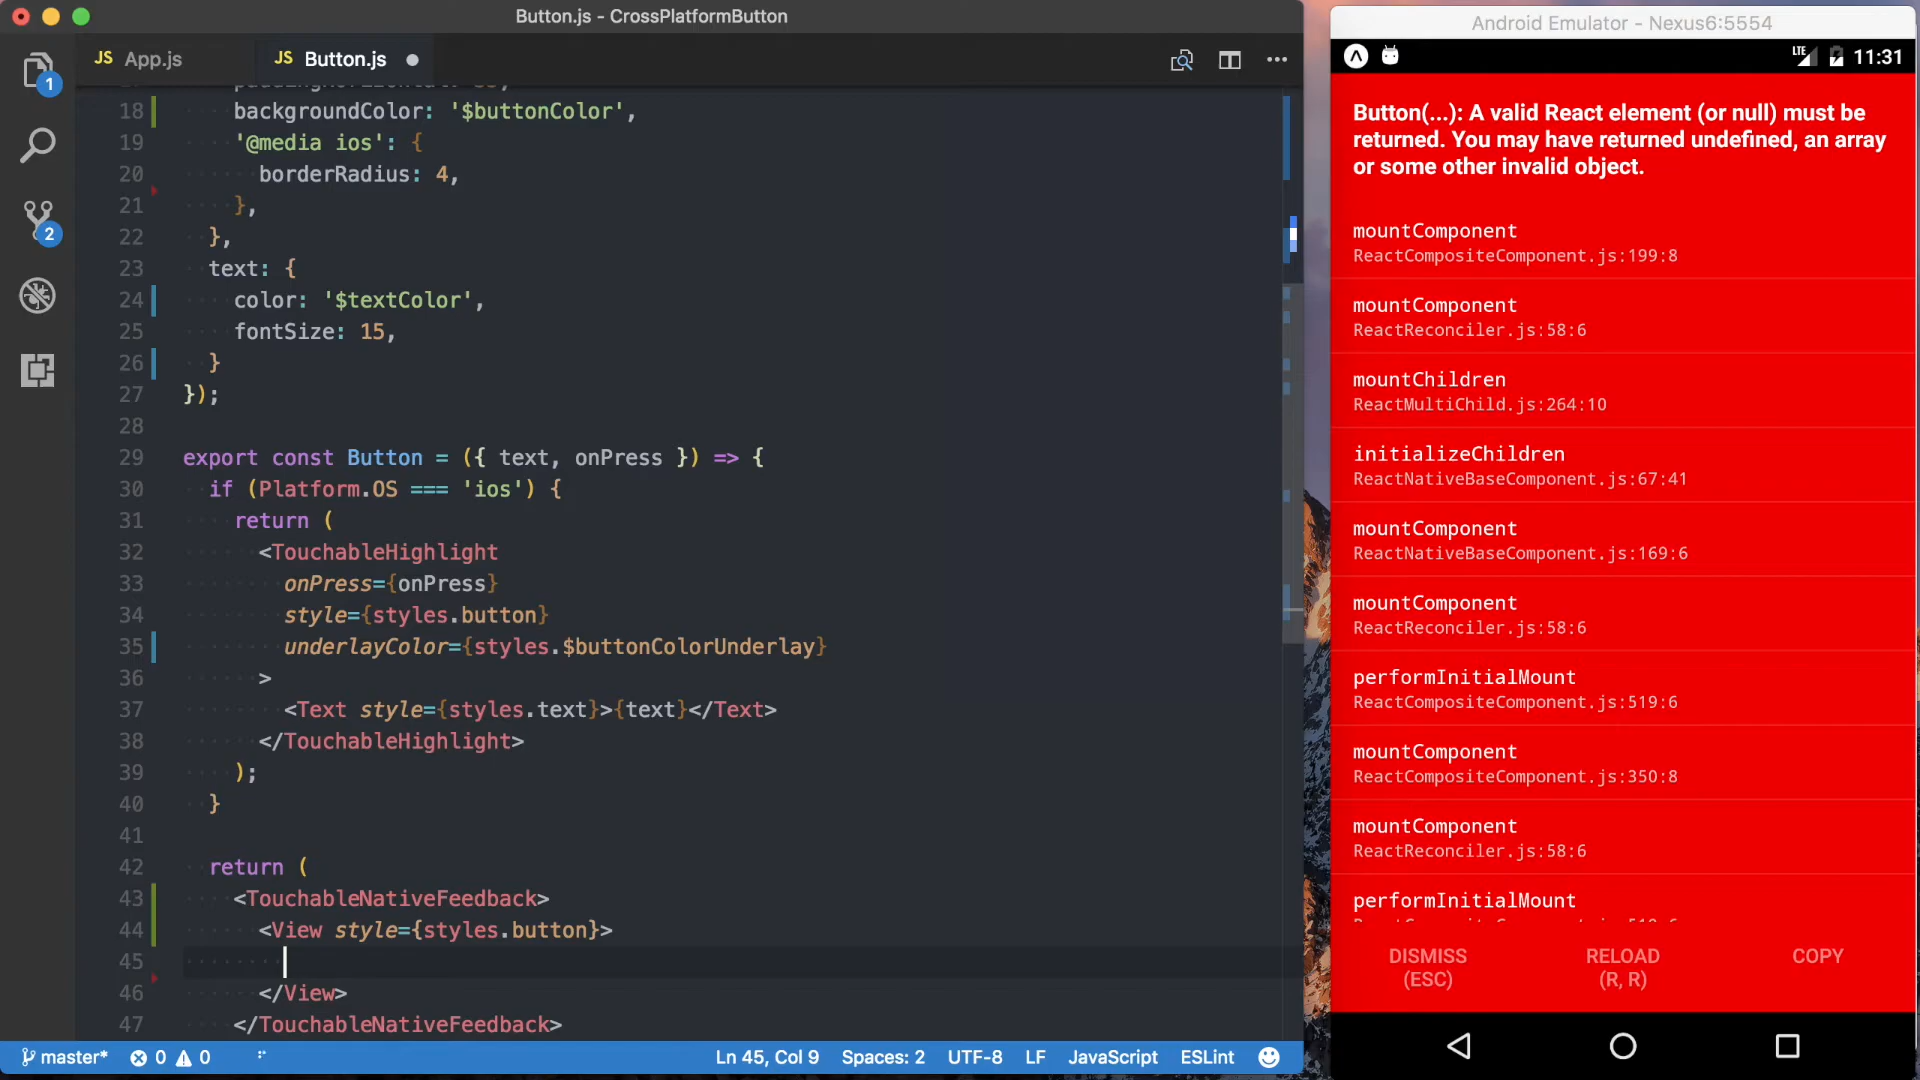 Button.js - CrossPlatformButton
JS App.js
JS Button.js
18 backgroundColor: '$buttonColor',
19 '@media ios': {
20 borderRadius: 4,
21 },
22 },
23 text: {
24 color: '$textColor',
25 fontSize: 15,
26 }
27 });
28
29 export const Button = ({ text, onPress }) => {
30 if (Platform.OS === 'ios') {
31 return (
32 <TouchableHighlight
33 onPress={onPress}
34 style={styles.button}
35 underlayColor={styles.$buttonColorUnderlay}
36 >
37 <Text style={styles.text}>{text}</Text>
38 </TouchableHighlight>
39 );
40 }
41
42 return (
43 <TouchableNativeFeedback>
44 <View style={styles.button}>
45
46 </View>
47 </TouchableNativeFeedback>
1
2
master* 0 0
Ln 45, Col 9 Spaces: 2 UTF-8 LF JavaScript ESLint
Android Emulator - Nexus6:5554
LTE 11:31
Button(...): A valid React element (or null) must be
returned. You may have returned undefined, an array
or some other invalid object.
mountComponent
ReactCompositeComponent.js:199:8
mountComponent
ReactReconciler.js:58:6
mountChildren
ReactMultiChild.js:264:10
initializeChildren
ReactNativeBaseComponent.js:67:41
mountComponent
ReactNativeBaseComponent.js:169:6
mountComponent
ReactReconciler.js:58:6
performInitialMount
ReactCompositeComponent.js:519:6
mountComponent
ReactCompositeComponent.js:350:8
mountComponent
ReactReconciler.js:58:6
performInitialMount
DISMISS
(ESC)
RELOAD
(R, R)
COPY